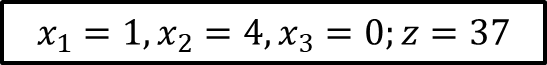 x₁ = 1, x₂ = 4, x₃ = 0; z = 37